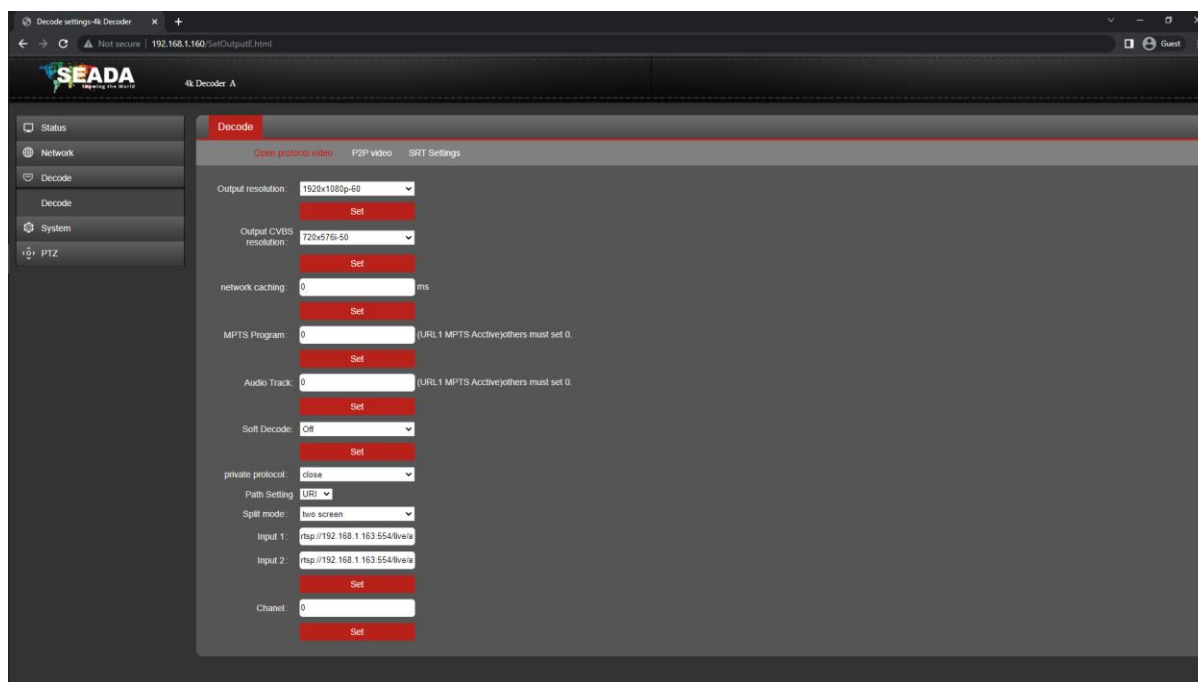 Decode settings-4k Decoder
Not secure | 192.168.1.160/SetOutputE.html
Guest
SEADA
Showing the World
4k Decoder A
Status
Network
Decode
Decode
System
PTZ
Decode
Open protocol video P2P video SRT Settings
Output resolution: 1920x1080p-60
Set
Output CVBS resolution: 720x576i-50
Set
network caching: 0 ms
Set
MPTS Program: 0 (URL1 MPTS Acctive)others must set 0.
Set
Audio Track: 0 (URL1 MPTS Acctive)others must set 0.
Set
Soft Decode: Off
Set
private protocol: close
Path Setting URI
Split mode: two screen
Input 1: rtsp://192.168.1.163:554/live/a
Input 2: rtsp://192.168.1.163:554/live/a
Set
Chanel: 0
Set